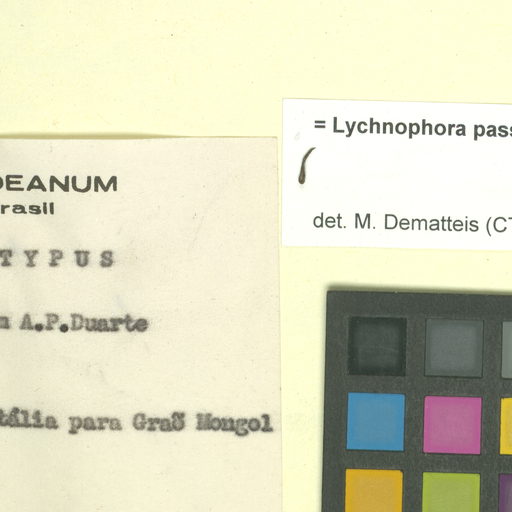 DEANUM
rasil
TYPUS
A.P.Duarte
tália para Graõ Mongol
= Lychnophora pass
det. M. Dematteis (CT